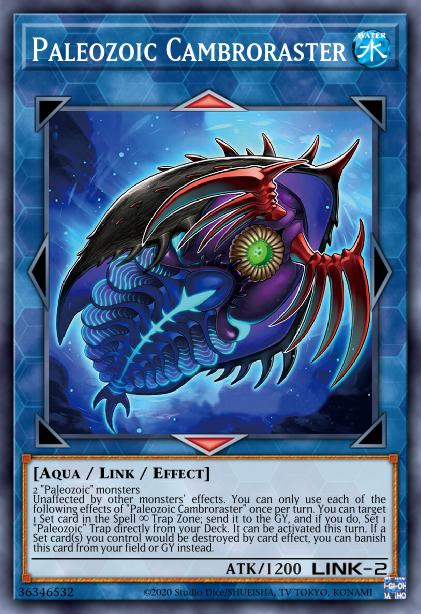 PALEOZOIC CAMBRORASTER
WATER
水
[AQUA / LINK / EFFECT]
2 "Paleozoic" monsters
Unaffected by other monsters' effects. You can only use each of the
following effects of "Paleozoic Cambroraster" once per turn. You can target
1 Set card in the Spell ∞ Trap Zone; send it to the GY, and if you do, Set 1
"Paleozoic" Trap directly from your Deck. It can be activated this turn. If a
Set card(s) you control would be destroyed by card effect, you can banish
this card from your field or GY instead.
ATK/1200 LINK-2
36346532 ©2020 Studio Dice/SHUEISHA, TV TOKYO, KONAMI